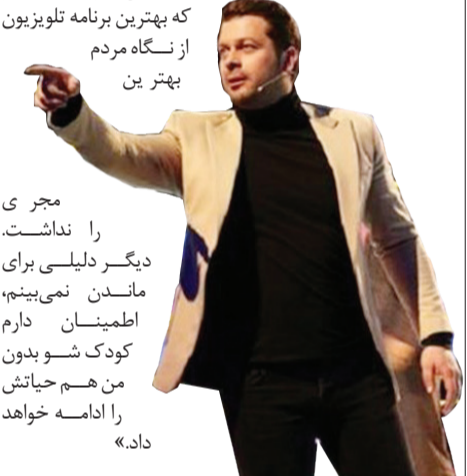 که بهترین برنامه تلویزیون
از نگاه مردم
بهتر ین
مجر ی
را نداشت.
دیگر دلیلی برای
ماندن نمی‌بینم،
اطمینان دارم
کودک شو بدون
من هم حیاتش
را ادامه خواهد
داد.»